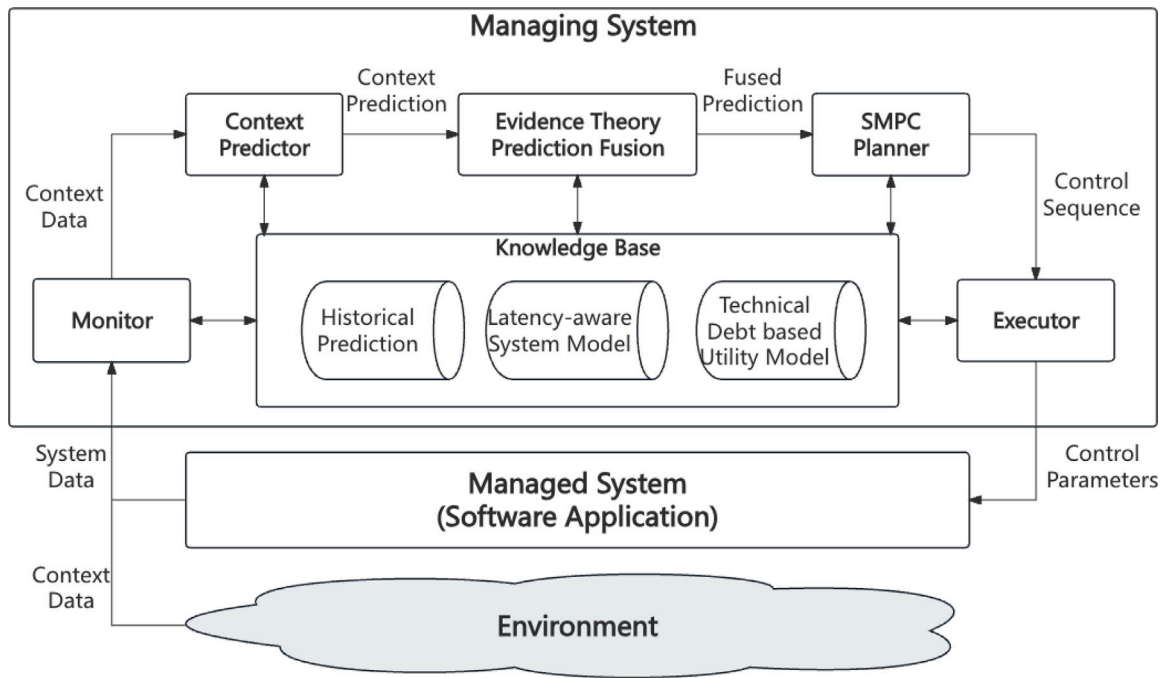 Managing System
Context
Prediction
Fused
Prediction
Context
Predictor
Evidence Theory
Prediction Fusion
SMPC
Planner
Context
Data
Control
Sequence
Knowledge Base
Monitor
Historical
Prediction
Latency-aware
System Model
Technical
Debt based
Utility Model
Executor
System
Data
Managed System
(Software Application)
Control
Parameters
Context
Data
Environment